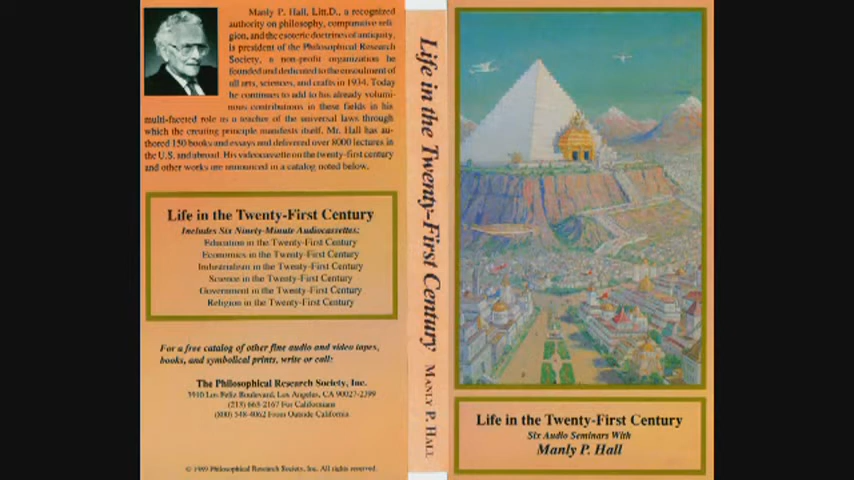 Manly P. Hall, Litt.D., a recognized
authority on philosophy, comparative reli-
gion, and the esoteric doctrines of antiquity,
is president of the Philosophical Research
Society, a non-profit organization he
founded and dedicated to the ensoulment of
all arts, sciences, and crafts in 1934. Today
he continues to add to his already volumi-
nous contributions in these fields in his
multi-faceted role as a teacher of the universal laws through
which the creating principle manifests itself. Mr. Hall has au-
thored 150 books and essays and delivered over 8000 lectures in
the U.S. and abroad. His videocassette on the twenty-first century
and other works are announced in a catalog noted below.
Life in the Twenty-First Century
Includes Six Ninety-Minute Audiocassettes:
Education in the Twenty-First Century
Economics in the Twenty-First Century
Industrialism in the Twenty-First Century
Science in the Twenty-First Century
Government in the Twenty-First Century
Religion in the Twenty-First Century
For a free catalog of other fine audio and video tapes,
books, and symbolical prints, write or call:
The Philosophical Research Society, Inc.
3910 Los Feliz Boulevard, Los Angeles, CA 90027-2399
(213) 663-2167 For Californians
(800) 548-4062 From Outside California
© 1989 Philosophical Research Society, Inc. All rights reserved.
Life in the Twenty-First Century MANLY P. HALL
Life in the Twenty-First Century
Six Audio Seminars With
Manly P. Hall